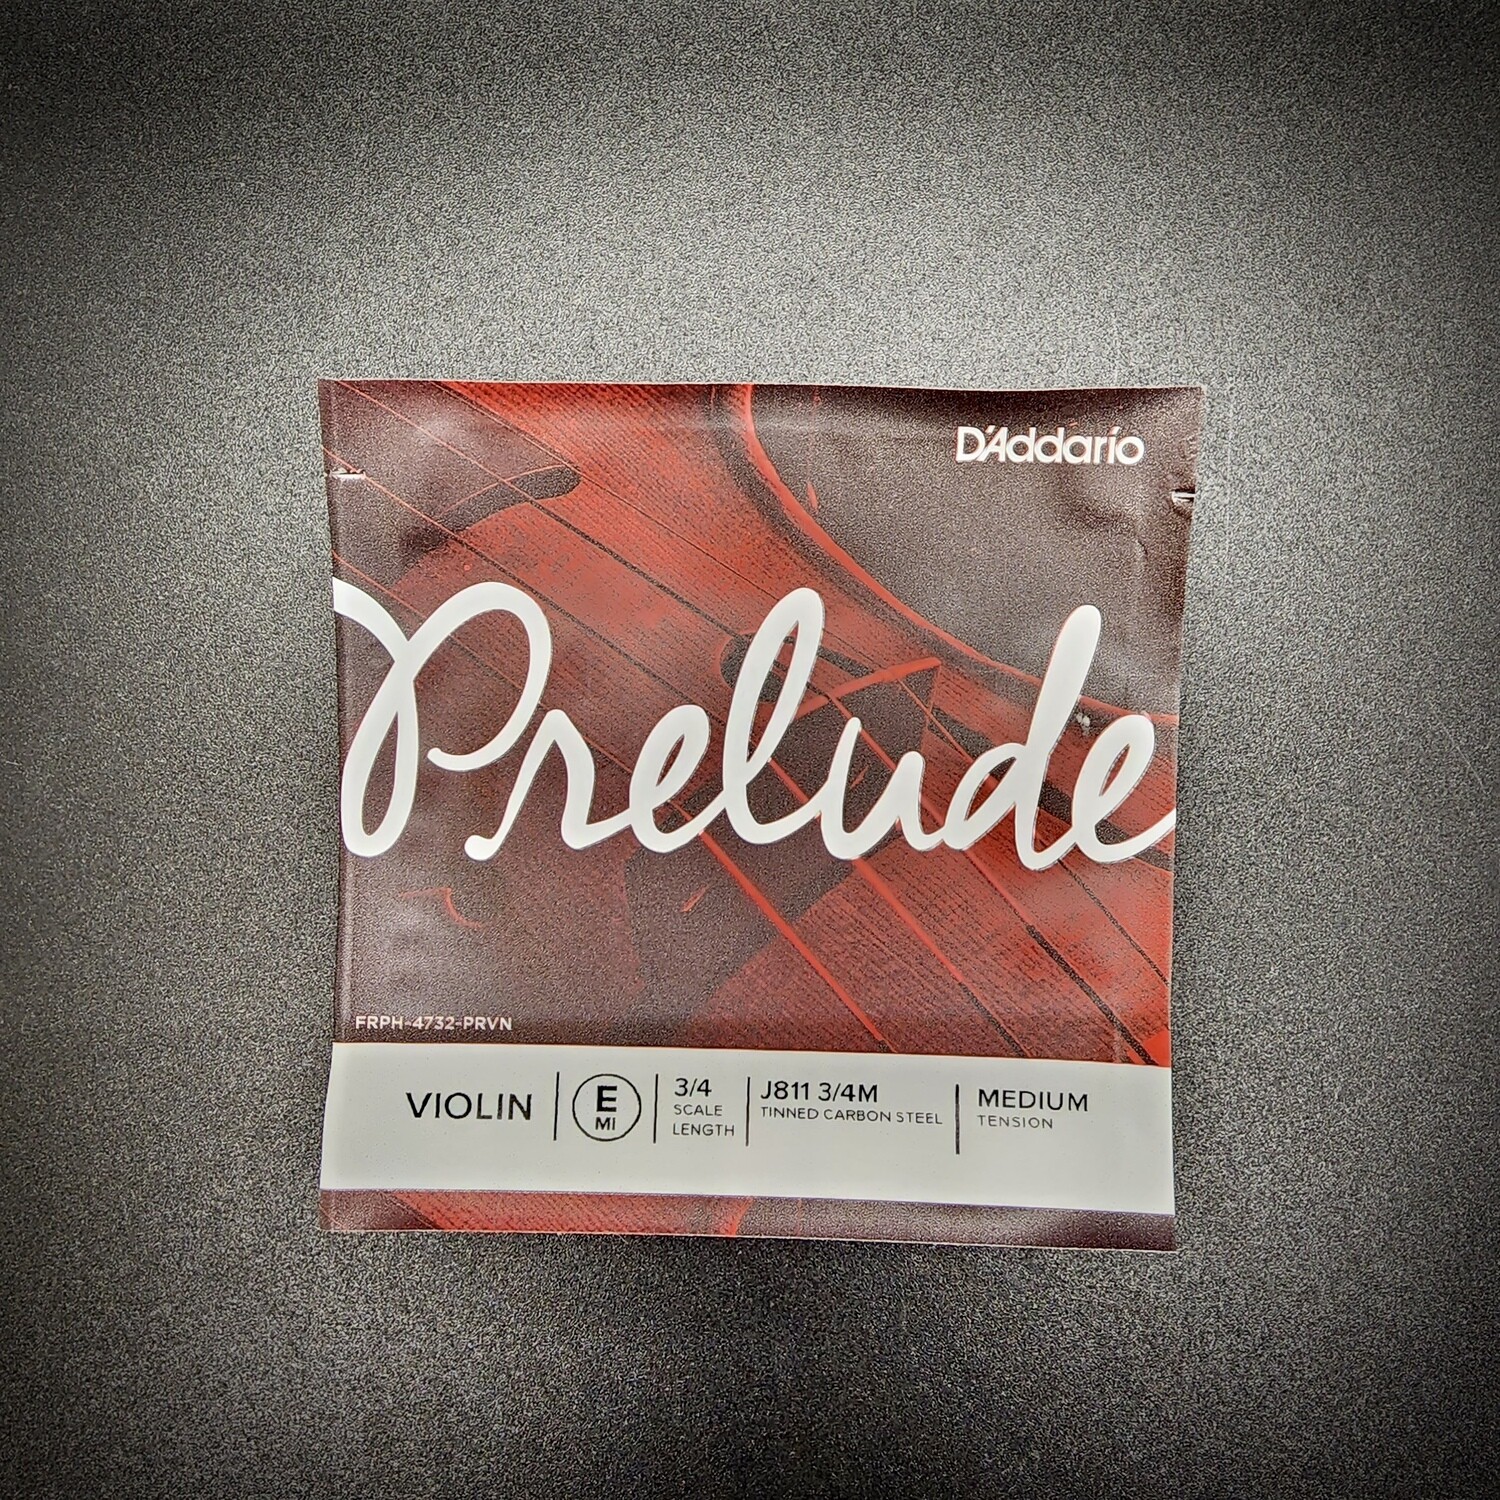 D'Addario
Prelude
FRPH-4732-PRVN
VIOLIN
E
MI
3/4
SCALE
LENGTH
J811 3/4M
TINNED CARBON STEEL
MEDIUM
TENSION